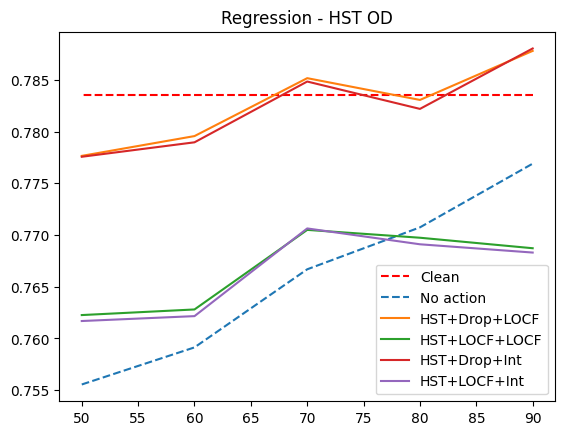 Regression - HST OD
0.785
0.780
0.775
0.770
0.765
0.760
0.755
Clean
No action
HST+Drop+LOCF
HST+LOCF+LOCF
HST+Drop+Int
HST+LOCF+Int
50 55 60 65 70 75 80 85 90